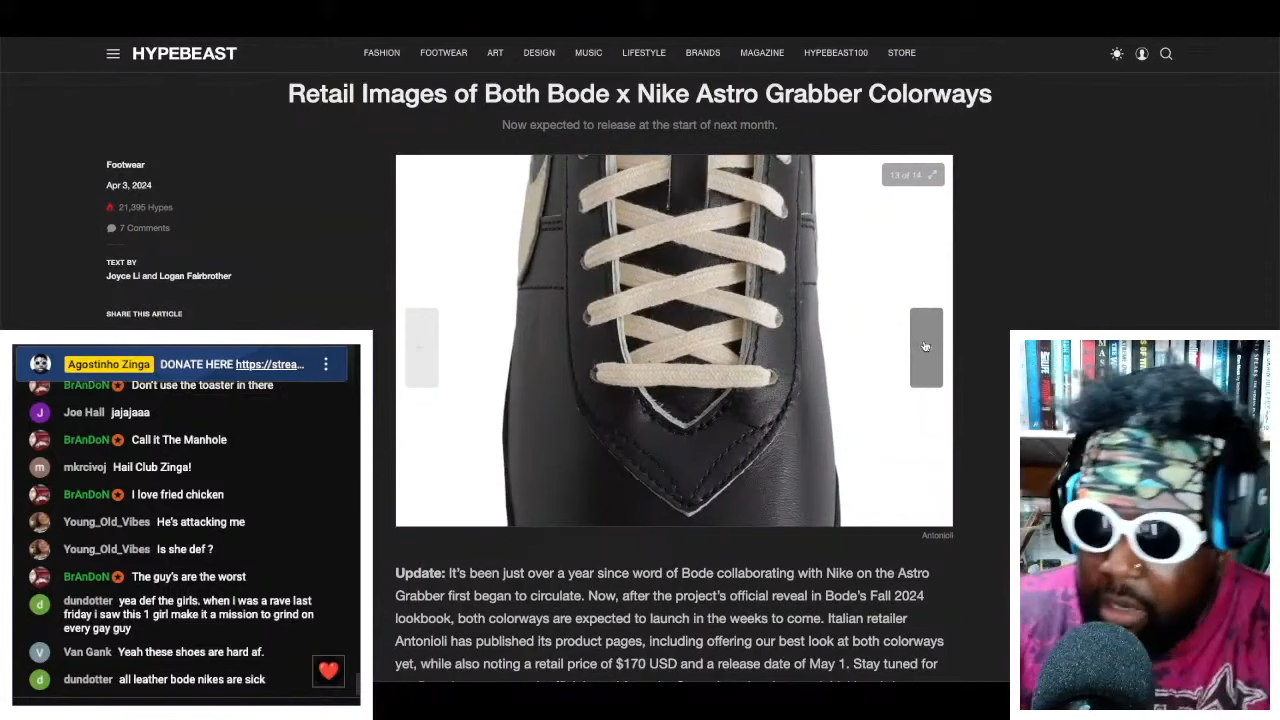 HYPEBEAST
FASHION FOOTWEAR ART DESIGN MUSIC LIFESTYLE BRANDS MAGAZINE HYPEBEAST100 STORE
Retail Images of Both Bode x Nike Astro Grabber Colorways
Now expected to release at the start of next month.
Footwear
Apr 3, 2024
21,395 Hypes
7 Comments
TEXT BY
Joyce Li and Logan Fairbrother
SHARE THIS ARTICLE
13 of 14
Antonioli
Update: It's been just over a year since word of Bode collaborating with Nike on the Astro
Grabber first began to circulate. Now, after the project's official reveal in Bode's Fall 2024
lookbook, both colorways are expected to launch in the weeks to come. Italian retailer
Antonioli has published its product pages, including offering our best look at both colorways
yet, while also noting a retail price of $170 USD and a release date of May 1. Stay tuned for
Agostinho Zinga DONATE HERE https://strea...
BrAnDoN Don't use the toaster in there
J Joe Hall jajajaaa
BrAnDoN Call it The Manhole
m mkrcivoj Hail Club Zinga!
BrAnDoN I love fried chicken
Young_Old_Vibes He's attacking me
Young_Old_Vibes Is she def ?
BrAnDoN The guy's are the worst
d dundotter yea def the girls. when i was a rave last
friday i saw this 1 girl make it a mission to grind on
every gay guy
V Van Gank Yeah these shoes are hard af.
d dundotter all leather bode nikes are sick